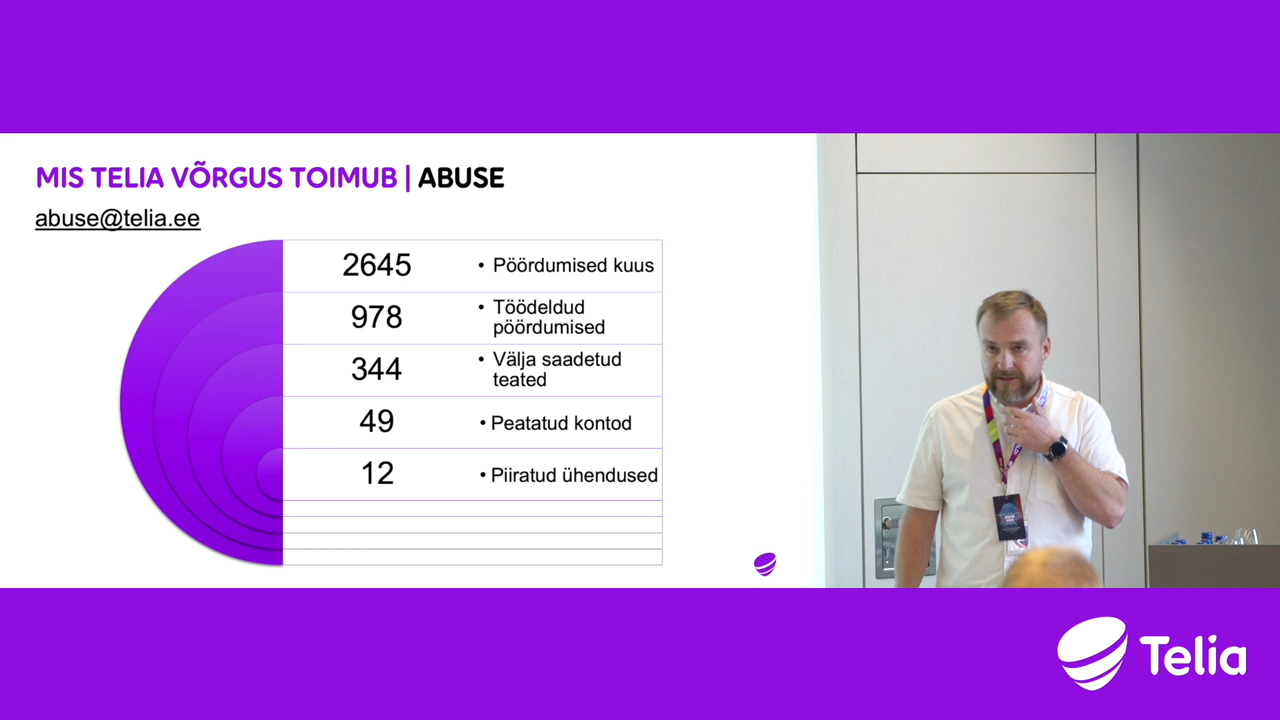 MIS TELIA VÕRGUS TOIMUB | ABUSE
abuse@telia.ee
2645
• Pöördumised kuus
978
• Töödeldud
pöördumised
344
• Välja saadetud
teated
49
• Peatatud kontod
12
• Piiratud ühendused
Telia